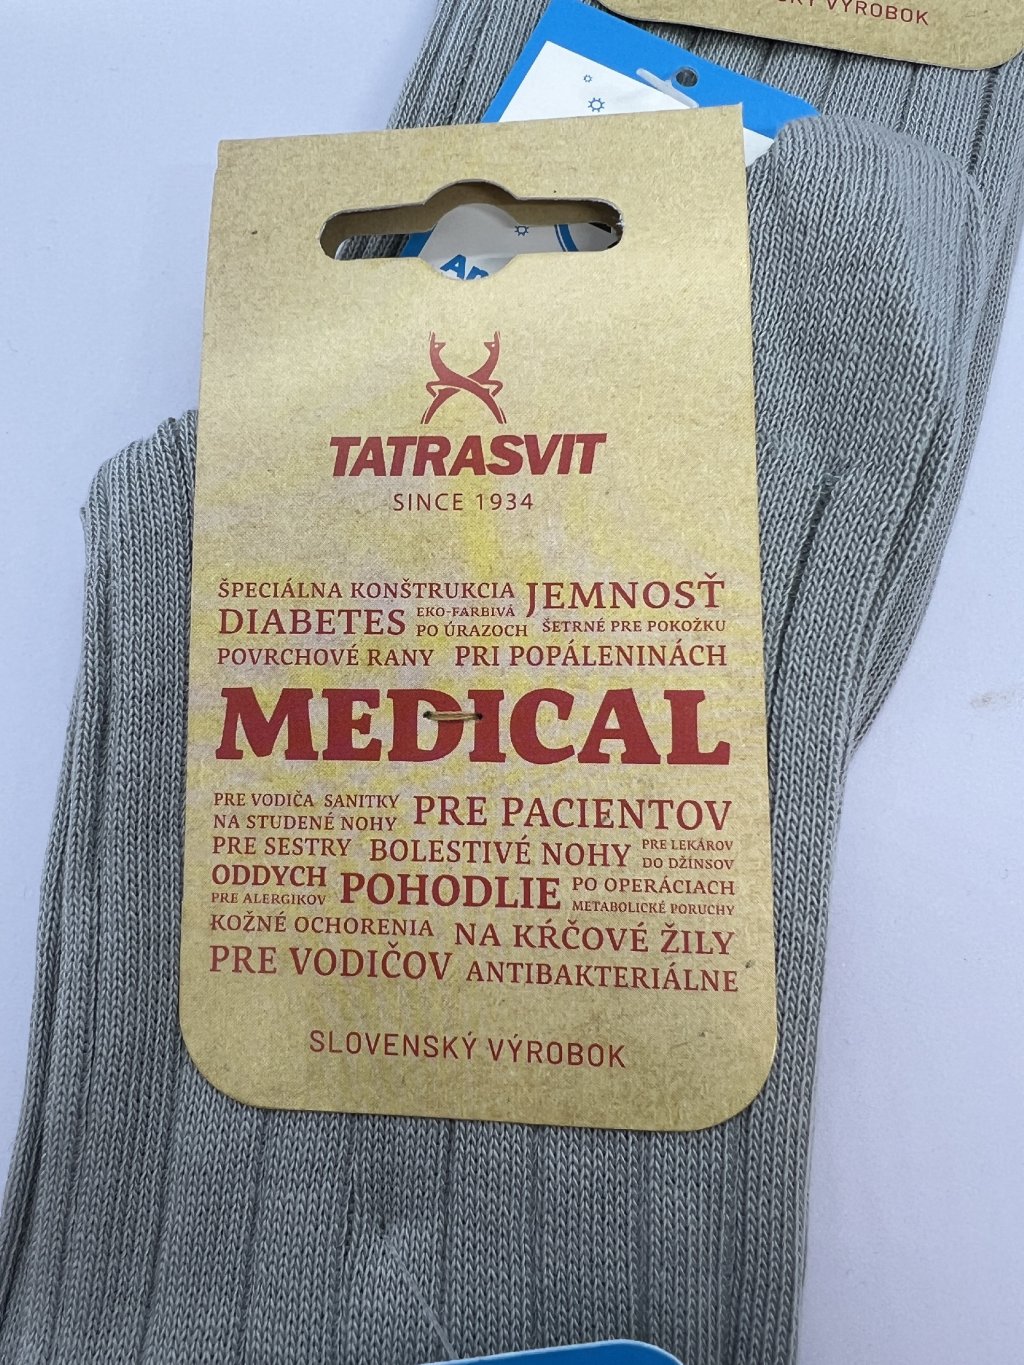 VÝROBOK
An
TATRASVIT
SINCE 1934
ŠPECIÁLNA KONŠTRUKCIA JEMNOSŤ
DIABETES EKO-FARBIVÁ
PO ÚRAZOCH ŠETRNÉ PRE POKOŽKU
POVRCHOVÉ RANY PRI POPÁLENINÁCH
MEDICAL
PRE VODIČA SANITKY
NA STUDENÉ NOHY PRE PACIENTOV
PRE SESTRY BOLESTIVÉ NOHY PRE LEKÁROV
DO DŽÍNSOV
ODDYCH
PRE ALERGIKOV POHODLIE PO OPERÁCIACH
METABOLICKÉ PORUCHY
KOŽNÉ OCHORENIA NA KŔČOVÉ ŽILY
PRE VODIČOV ANTIBAKTERIÁLNE
SLOVENSKÝ VÝROBOK